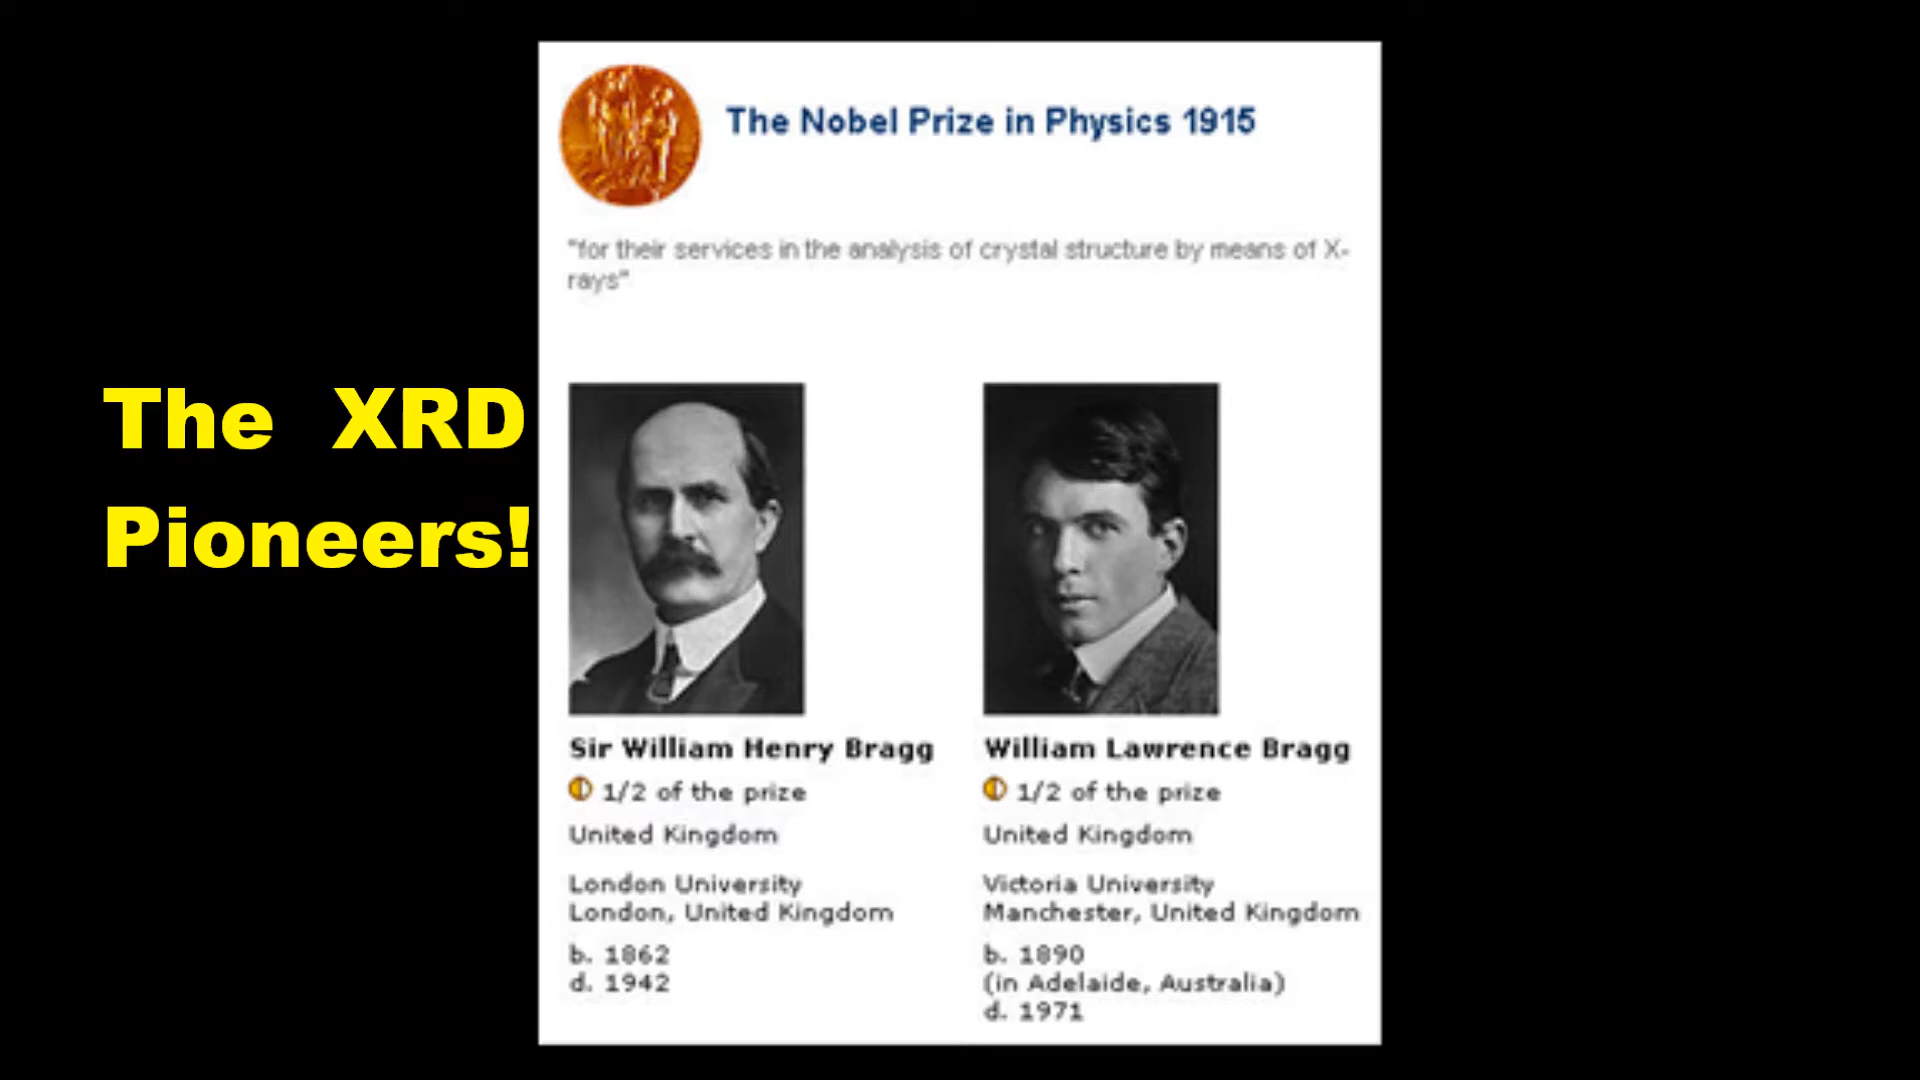 The XRD
Pioneers!
The Nobel Prize in Physics 1915
"for their services in the analysis of crystal structure by means of X-
rays"
Sir William Henry Bragg
1/2 of the prize
United Kingdom
London University
London, United Kingdom
b. 1862
d. 1942
William Lawrence Bragg
1/2 of the prize
United Kingdom
Victoria University
Manchester, United Kingdom
b. 1890
(in Adelaide, Australia)
d. 1971